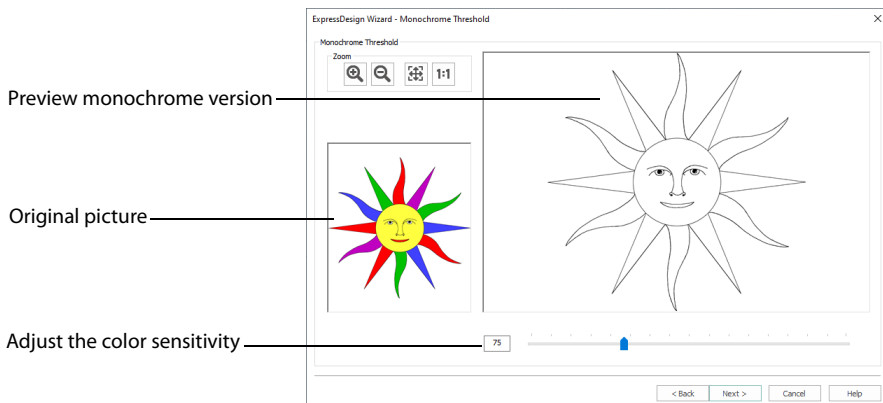 ExpressDesign Wizard - Monochrome Threshold
Monochrome Threshold
Zoom
1:1
Preview monochrome version
Original picture
Adjust the color sensitivity
75
< Back Next > Cancel Help